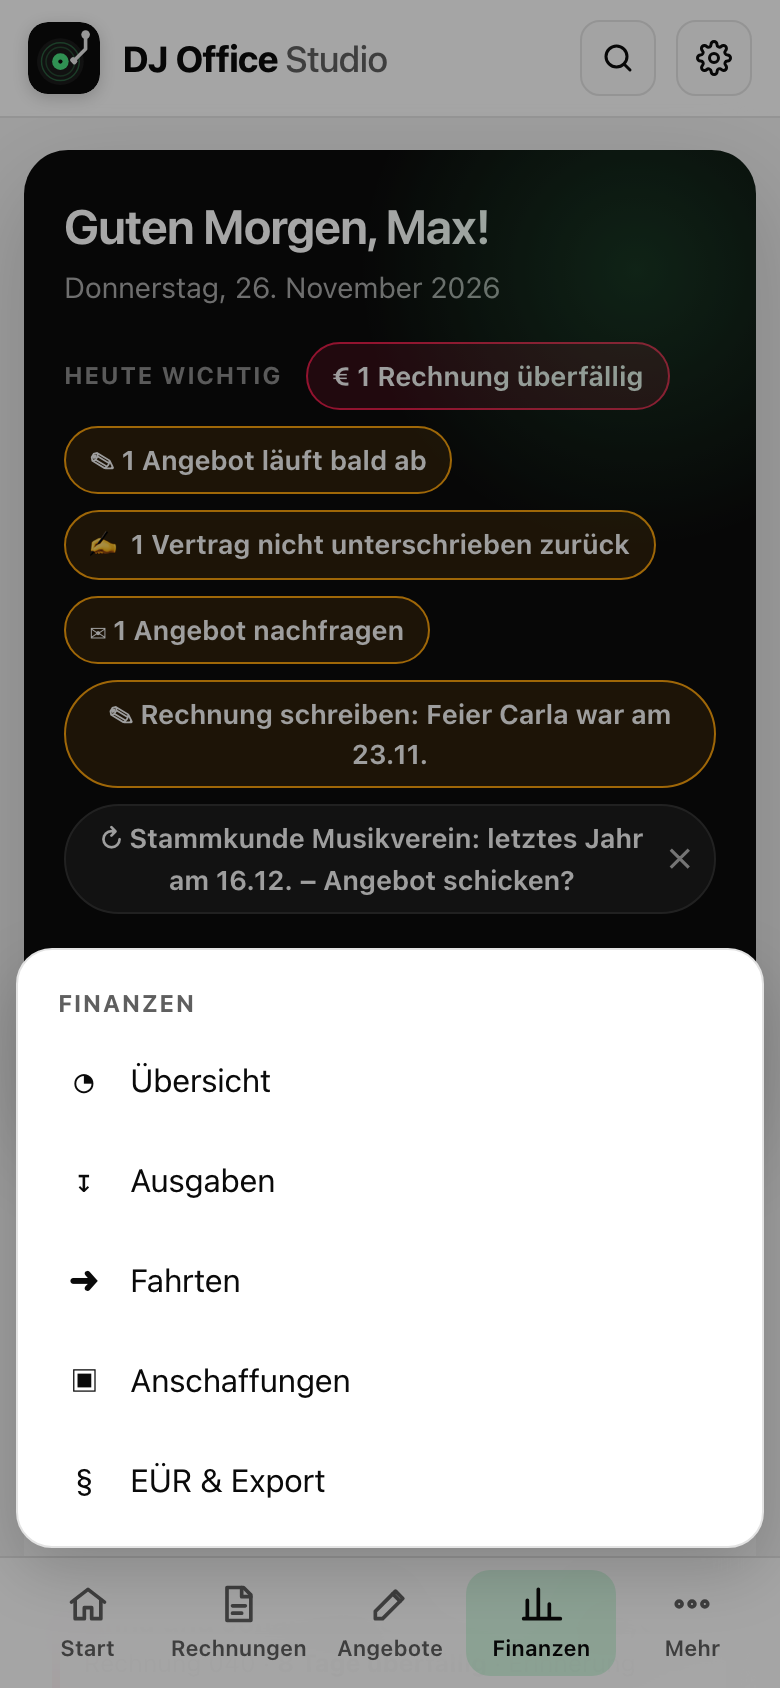 DJ Office Studio
Guten Morgen, Max!
Donnerstag, 26. November 2026
HEUTE WICHTIG
€ 1 Rechnung überfällig
✎ 1 Angebot läuft bald ab
✍ 1 Vertrag nicht unterschrieben zurück
✉ 1 Angebot nachfragen
✎ Rechnung schreiben: Feier Carla war am
23.11.
↻ Stammkunde Musikverein: letztes Jahr
am 16.12. – Angebot schicken?
FINANZEN
Übersicht
Ausgaben
Fahrten
Anschaffungen
§ EÜR & Export
Start
Rechnungen
Angebote
Finanzen
Mehr